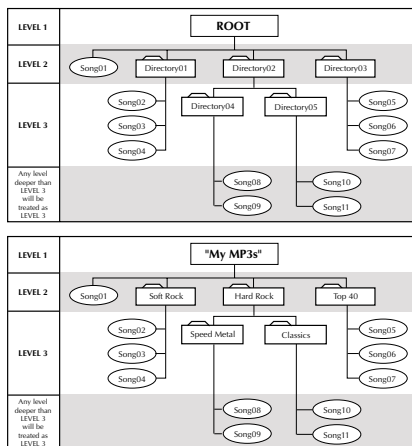 LEVEL 1
ROOT
LEVEL 2
Song01
Directory01
Directory02
Directory03
LEVEL 3
Song02
Song03
Song04
Directory04
Directory05
Song05
Song06
Song07
Any level
deeper than
LEVEL 3
will be
treated as
LEVEL 3
Song08
Song09
Song10
Song11
LEVEL 1
"My MP3s"
LEVEL 2
Song01
Soft Rock
Hard Rock
Top 40
LEVEL 3
Song02
Song03
Song04
Speed Metal
Classics
Song05
Song06
Song07
Any level
deeper than
LEVEL 3
will be
treated as
LEVEL 3
Song08
Song09
Song10
Song11